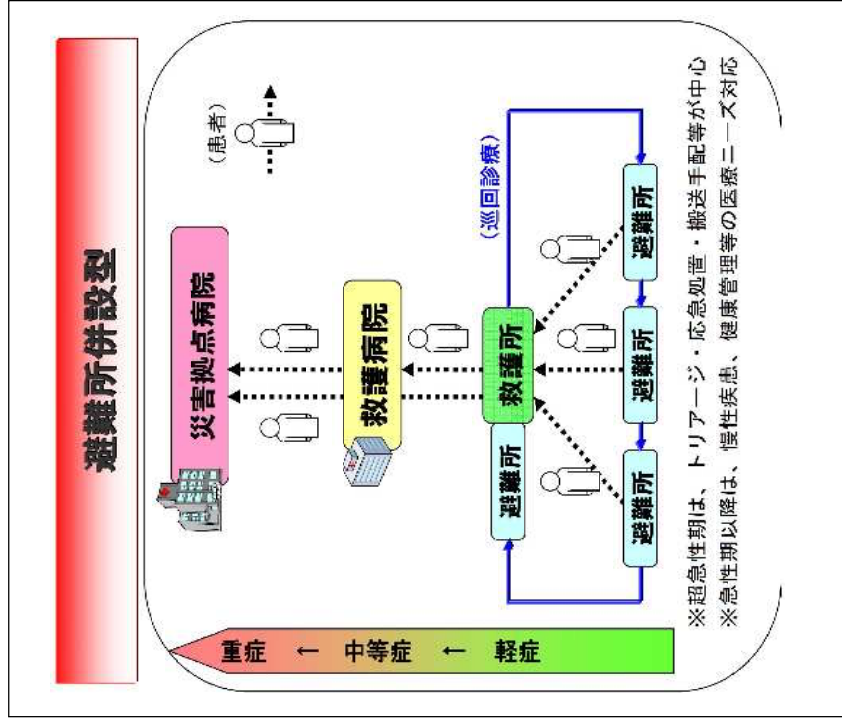 避難所併設型
(患者)
災害拠点病院
救護病院
(巡回診療)
避難所
救護所
避難所
避難所
避難所
重症 ← 中等症 ← 軽症
※超急性期は、トリアージ・応急処置・搬送手配等が中心
※急性期以降は、慢性疾患、健康管理等の医療ニーズ対応